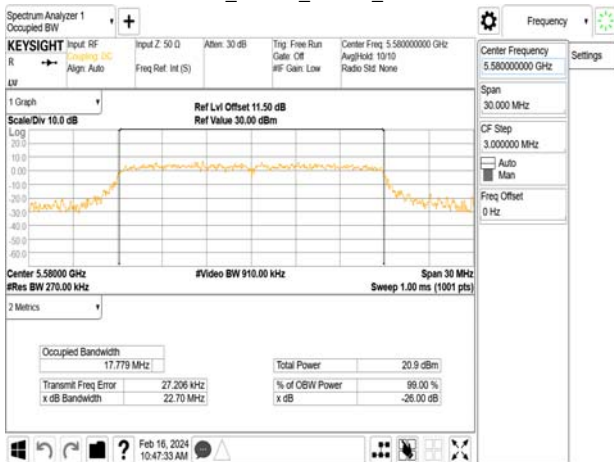 Spectrum Analyzer 1
Occupied BW
KEYSIGHT
R
Input: RF
Coupling: DC
Align: Auto
Input Z: 50 Ω
Freq Ref: Int (S)
Atten: 30 dB
Trig: Free Run
Gate: Off
#IF Gain: Low
Center Freq: 5.580000000 GHz
Avg|Hold: 10/10
Radio Std: None
LXI
1 Graph
Scale/Div 10.0 dB
Ref Lvl Offset 11.50 dB
Ref Value 30.00 dBm
Log
20.0
10.0
0.00
-10.0
-20.0
-30.0
-40.0
-50.0
-60.0
Center 5.58000 GHz
#Res BW 270.00 kHz
#Video BW 910.00 kHz
Span 30 MHz
Sweep 1.00 ms (1001 pts)
2 Metrics
Occupied Bandwidth
17.779 MHz
Total Power 20.9 dBm
Transmit Freq Error 27.206 kHz
% of OBW Power 99.00 %
x dB Bandwidth 22.70 MHz
x dB -26.00 dB
?
Feb 16, 2024
10:47:33 AM
Frequency
Settings
Center Frequency
5.580000000 GHz
Span
30.000 MHz
CF Step
3.000000 MHz
Auto
Man
Freq Offset
0 Hz